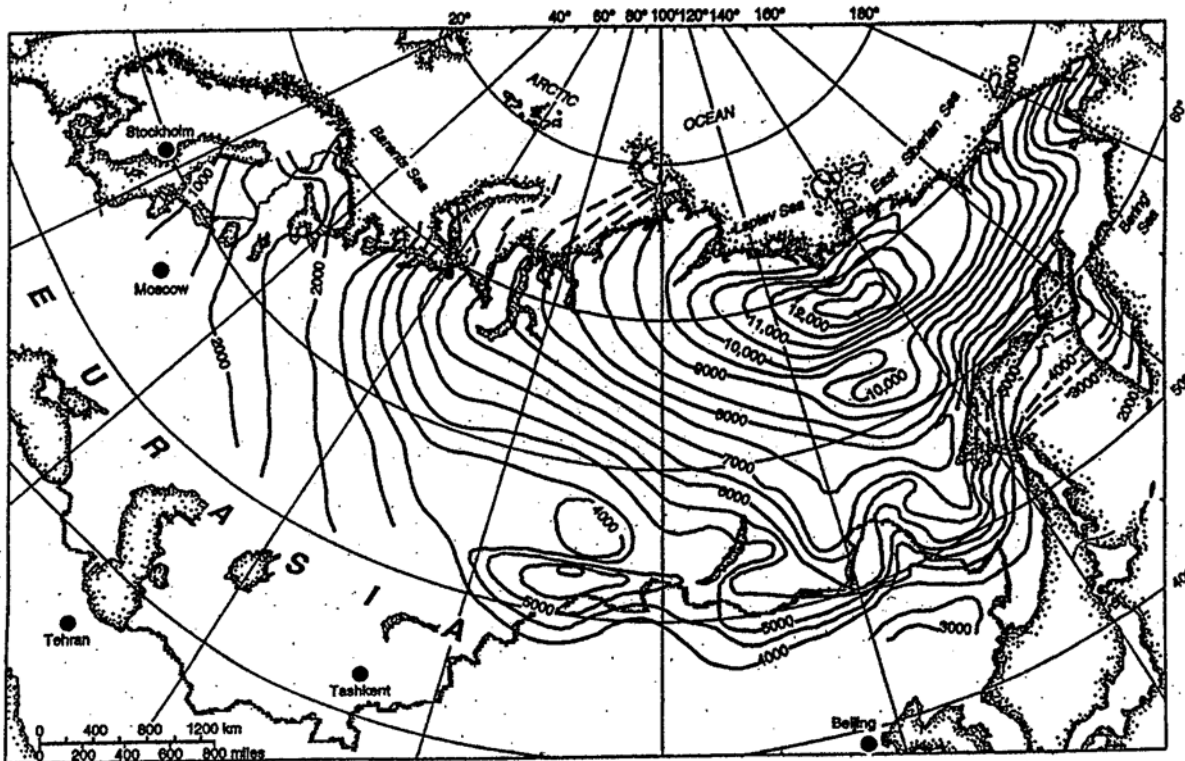 20° 40° 60° 80° 100° 120° 140° 160° 180°
ARCTIC
OCEAN
Stockholm
Barents Sea
East Siberian Sea
60°
1000
Laptev Sea
Bering Sea
Moscow
2000
12,000
11,000
2000
10,000
9000
10,000
4000
3000
2000
8000
7000
6000
4000
EURASIA
5000
5000
3000
4000
Tehran
Tashkent
Beijing
0 400 800 1200 km
200 400 600 800 miles